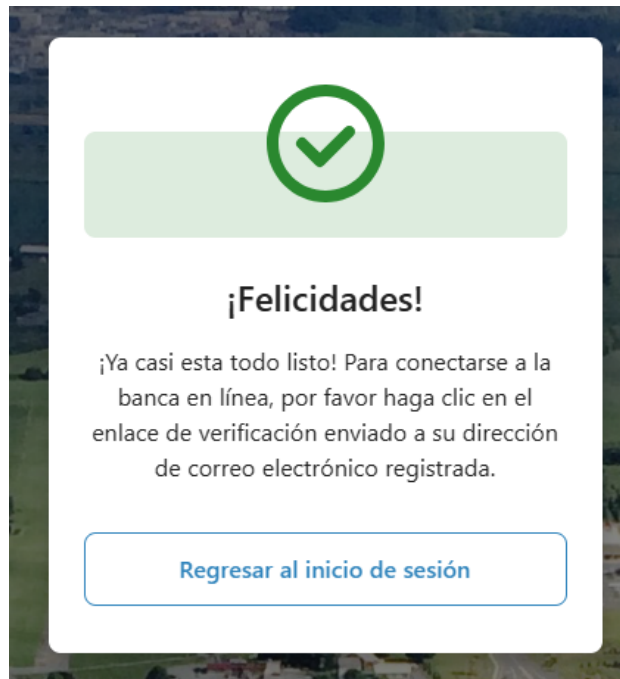 ¡Felicidades!
¡Ya casi esta todo listo! Para conectarse a la
banca en línea, por favor haga clic en el
enlace de verificación enviado a su dirección
de correo electrónico registrada.
Regresar al inicio de sesión